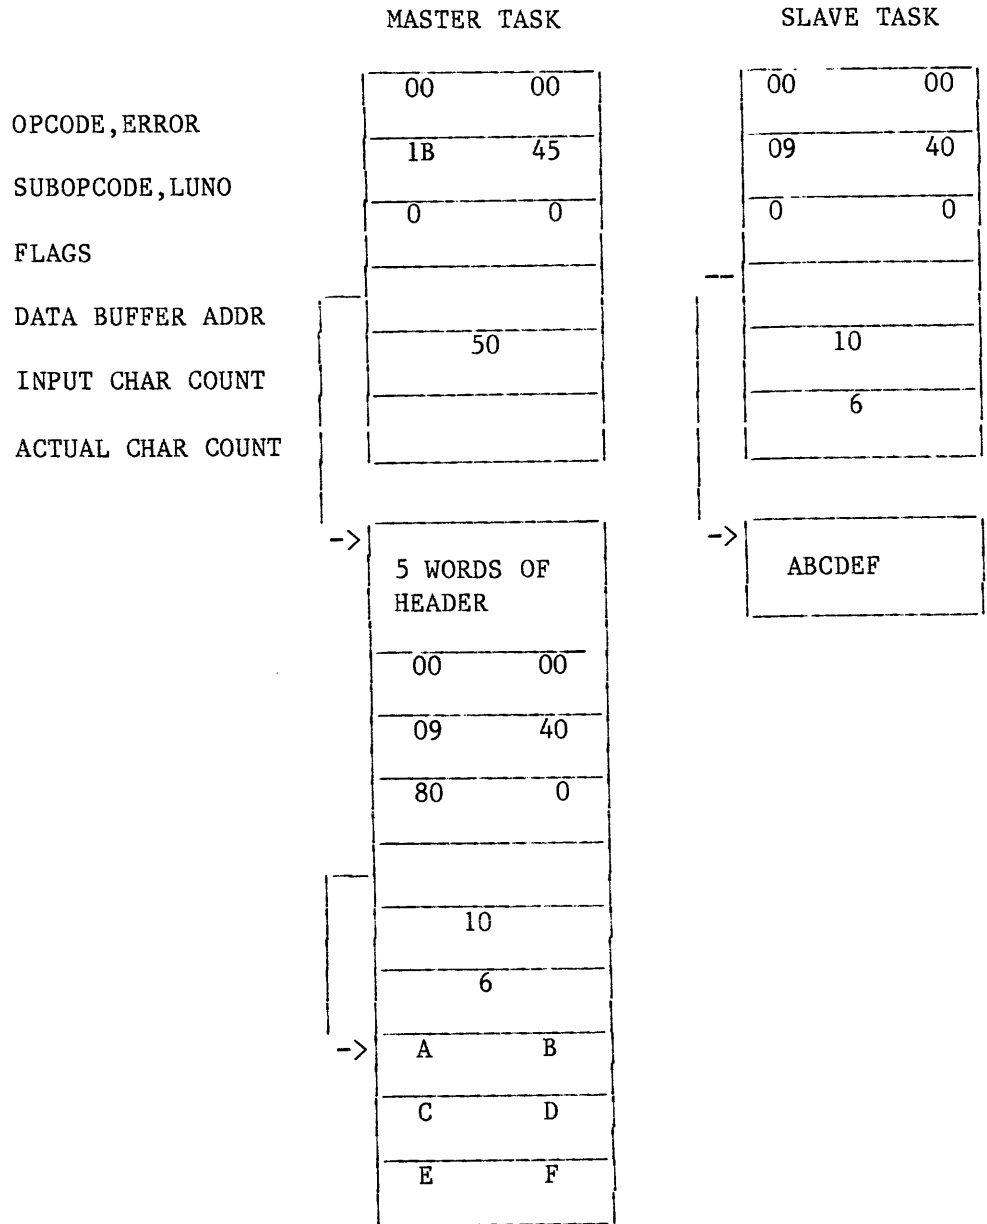 MASTER TASK SLAVE TASK
00 00 00 00
OPCODE,ERROR
1B 45 09 40
SUBOPCODE,LUNO
0 0 0 0
FLAGS
DATA BUFFER ADDR
50 10
INPUT CHAR COUNT
6
ACTUAL CHAR COUNT
-> ->
5 WORDS OF ABCDEF
HEADER
00 00
09 40
80 0
10
6
-> A B
C D
E F